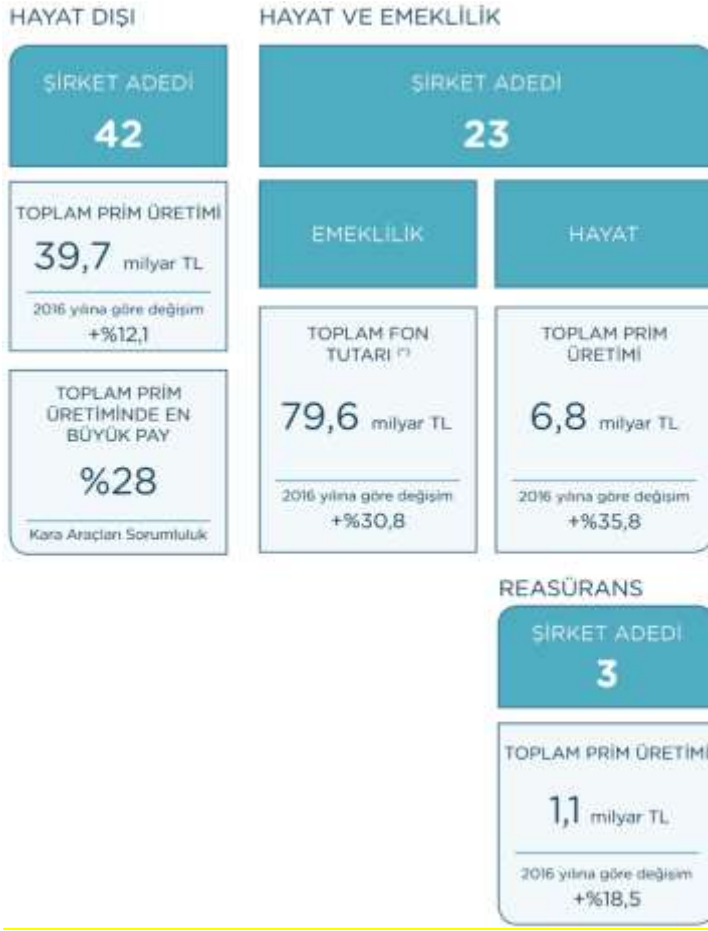 HAYAT DIŞI
ŞİRKET ADEDİ
42
TOPLAM PRİM ÜRETİMİ
39,7 milyar TL
2016 yılına göre değişim
+%12,1
TOPLAM PRİM
ÜRETİMİNDE EN
BÜYÜK PAY
%28
Kara Araçları Sorumluluk
HAYAT VE EMEKLİLİK
ŞİRKET ADEDİ
23
EMEKLİLİK
TOPLAM FON
TUTARI (*)
79,6 milyar TL
2016 yılına göre değişim
+%30,8
HAYAT
TOPLAM PRİM
ÜRETİMİ
6,8 milyar TL
2016 yılına göre değişim
+%35,8
REASÜRANS
ŞİRKET ADEDİ
3
TOPLAM PRİM ÜRETİMİ
1,1 milyar TL
2016 yılına göre değişim
+%18,5